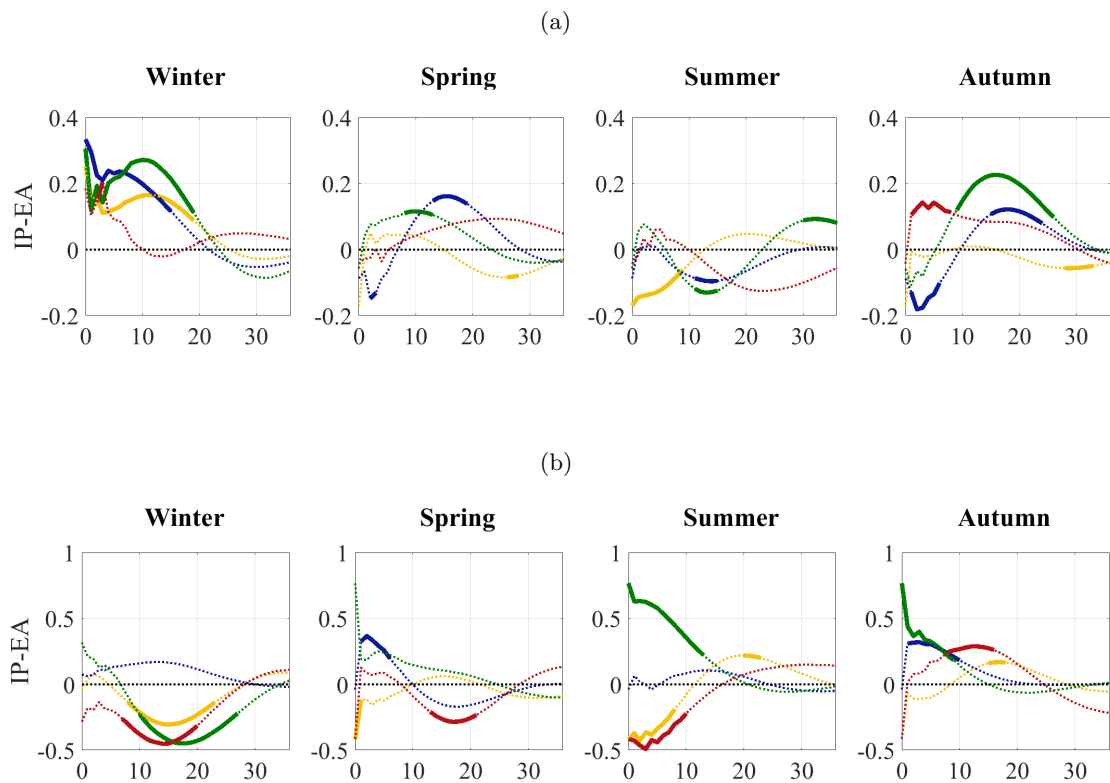 (a)
Winter Spring Summer Autumn
IP-EA
0.4 0.4 0.4 0.4
0.2 0.2 0.2 0.2
0 0 0 0
-0.2 -0.2 -0.2 -0.2
0 10 20 30 0 10 20 30 0 10 20 30 0 10 20 30
(b)
Winter Spring Summer Autumn
IP-EA
1 1 1 1
0.5 0.5 0.5 0.5
0 0 0 0
-0.5 -0.5 -0.5 -0.5
0 10 20 30 0 10 20 30 0 10 20 30 0 10 20 30